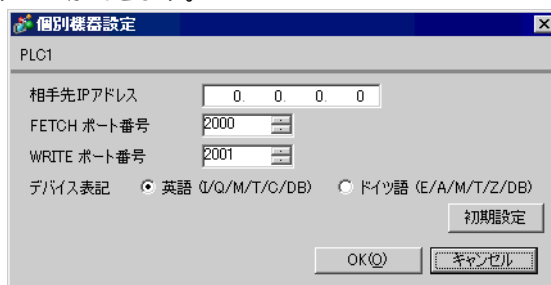 個別機器設定
PLC1
相手先IPアドレス 0. 0. 0. 0
FETCH ポート番号 2000
WRITE ポート番号 2001
デバイス表記 英語 (I/Q/M/T/C/DB) ドイツ語 (E/A/M/T/Z/DB)
初期設定
OK(O) キャンセル